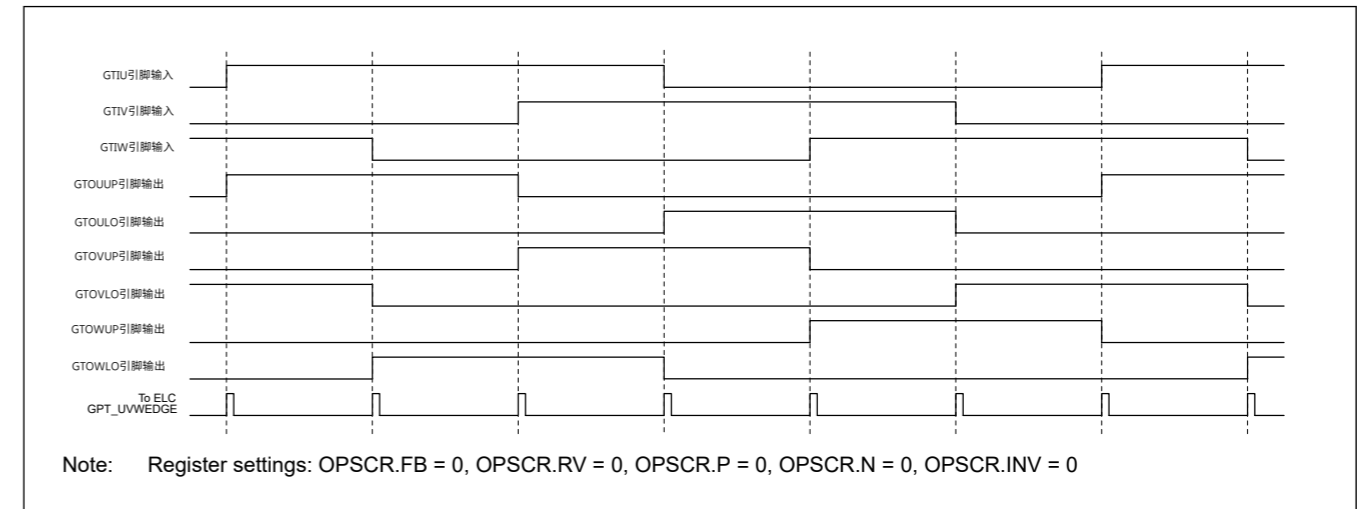 GTIU引脚输入
GTIV引脚输入
GTIW引脚输入
GTOUUP引脚输出
GTOULO引脚输出
GTOVUP引脚输出
GTOVLO引脚输出
GTOWUP引脚输出
GTOWLO引脚输出
To ELC
GPT_UVWEDGE
Note: Register settings: OPSCR.FB = 0, OPSCR.RV = 0, OPSCR.P = 0, OPSCR.N = 0, OPSCR.INV = 0